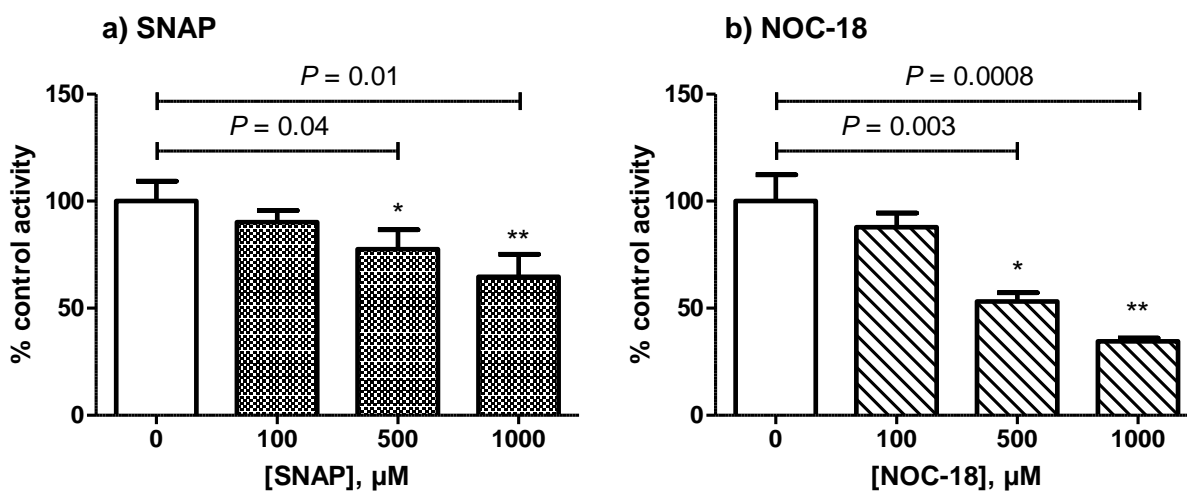 a) SNAP
P = 0.01
P = 0.04
% control activity
150
100
50
0
*
**
0 100 500 1000
[SNAP], µM
b) NOC-18
P = 0.0008
P = 0.003
% control activity
150
100
50
0
*
**
0 100 500 1000
[NOC-18], µM